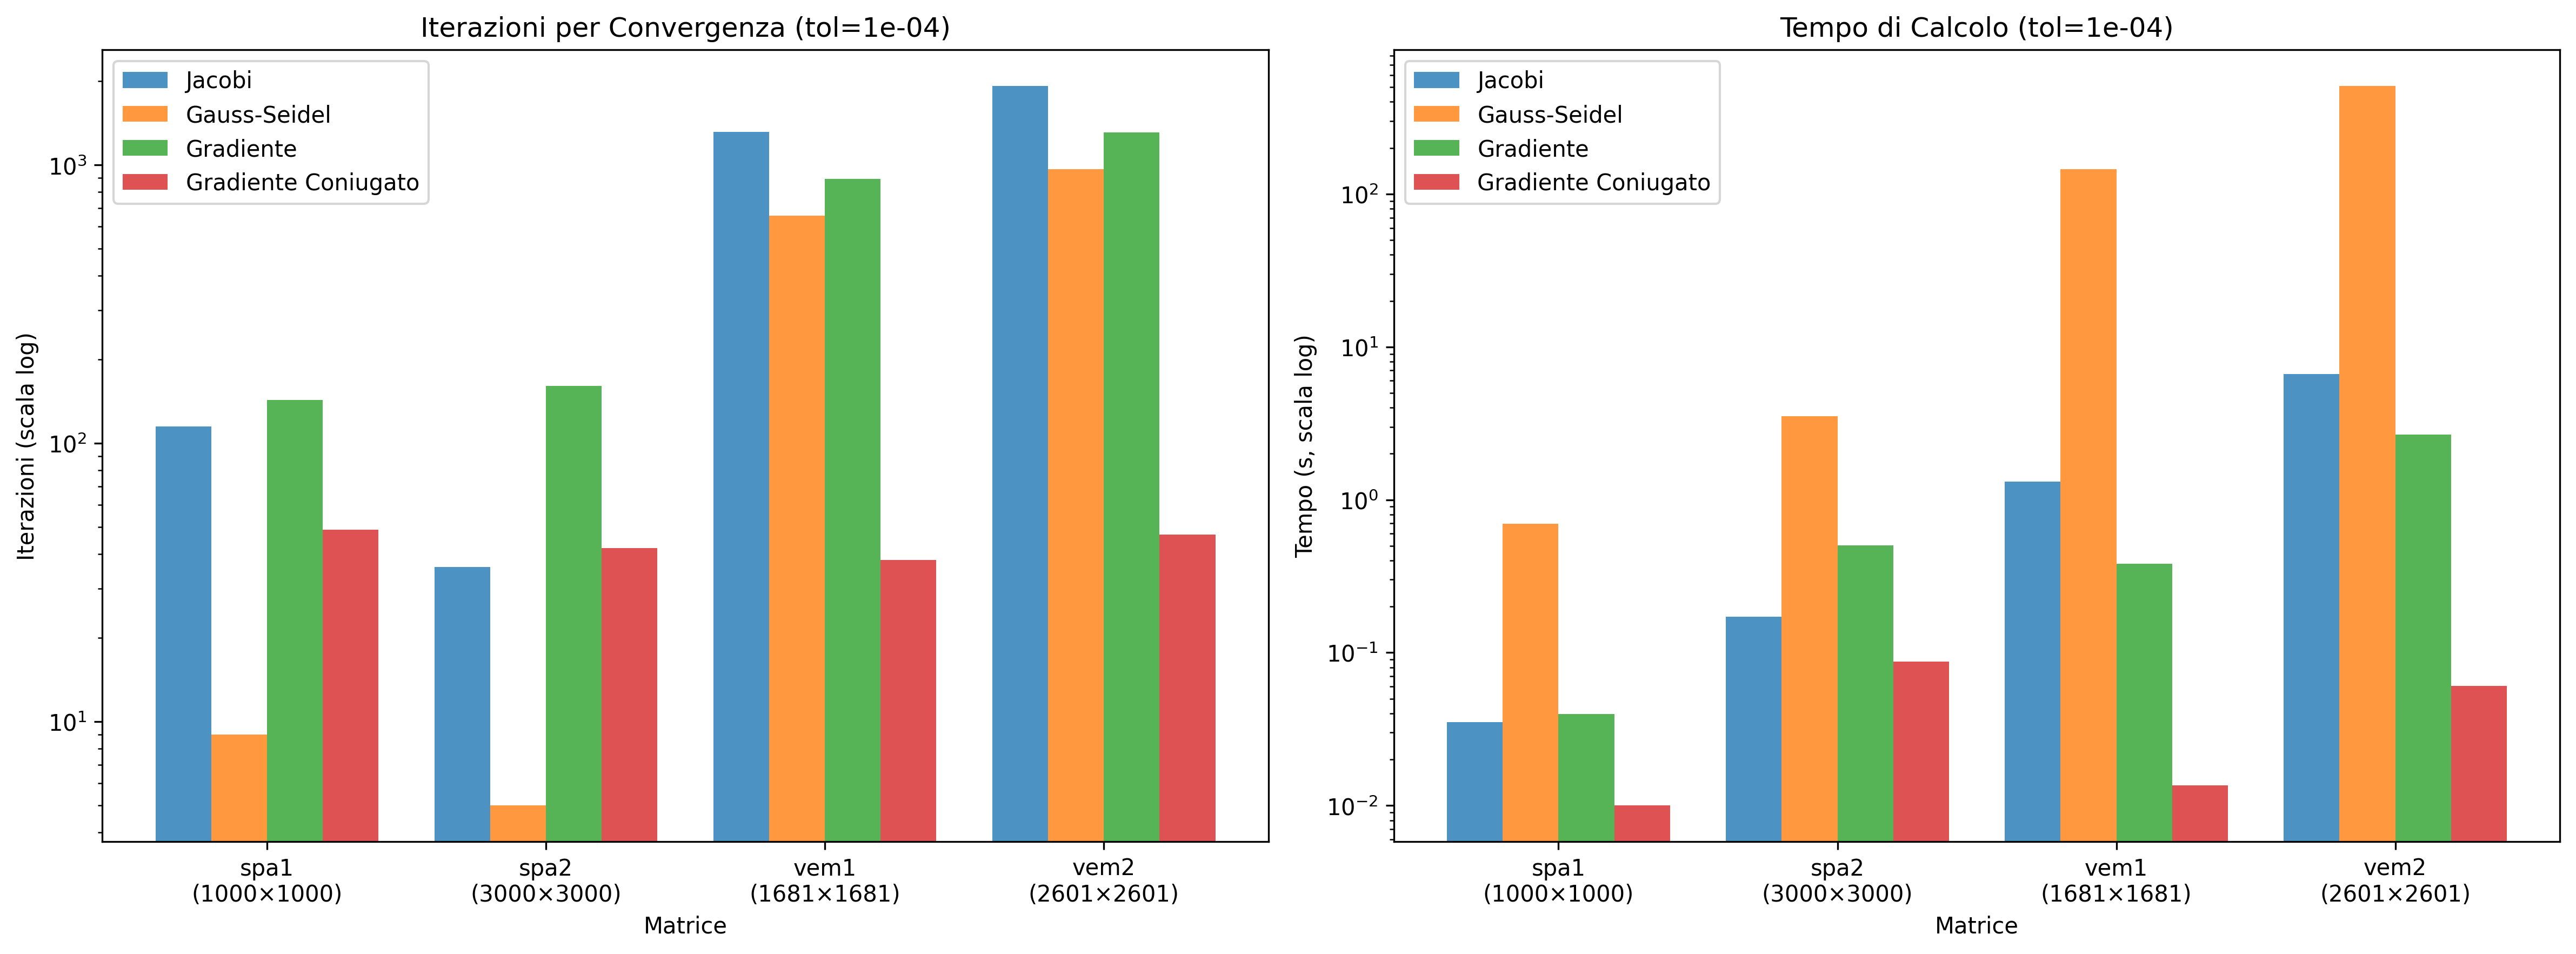 Iterazioni per Convergenza (tol=1e-04)
Jacobi
Gauss-Seidel
Gradiente
Gradiente Coniugato
Iterazioni (scala log)
10³
10²
10¹
spa1
(1000×1000)
spa2
(3000×3000)
vem1
(1681×1681)
vem2
(2601×2601)
Matrice
Tempo di Calcolo (tol=1e-04)
Jacobi
Gauss-Seidel
Gradiente
Gradiente Coniugato
Tempo (s, scala log)
10²
10¹
10⁰
10⁻¹
10⁻²
spa1
(1000×1000)
spa2
(3000×3000)
vem1
(1681×1681)
vem2
(2601×2601)
Matrice